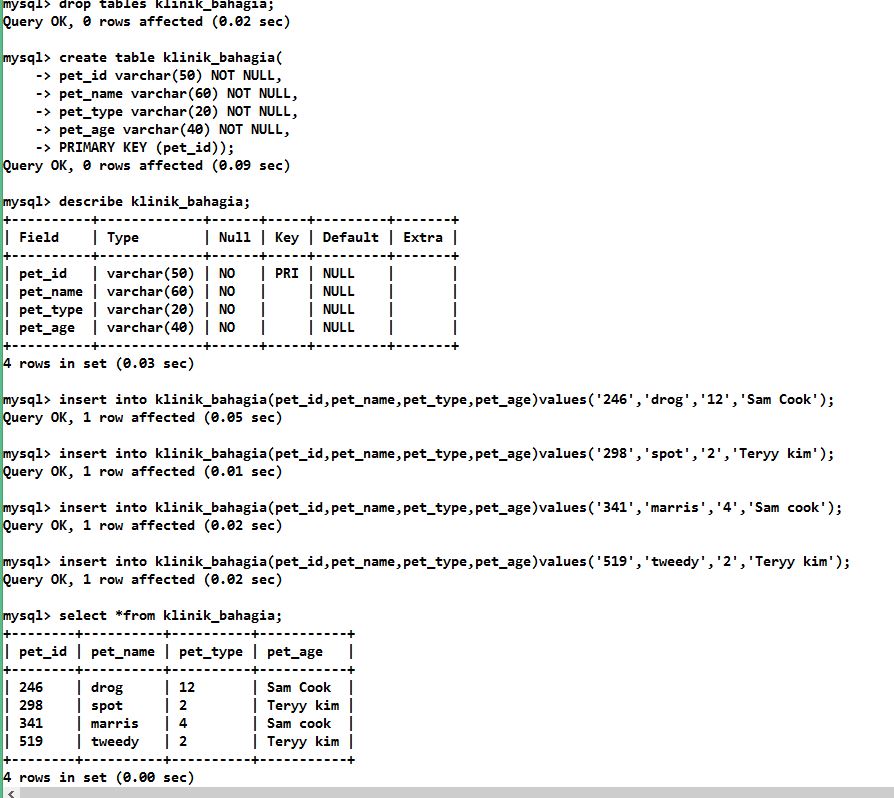 mysql> drop tables klinik_bahagia;
Query OK, 0 rows affected (0.02 sec)

mysql> create table klinik_bahagia(
    -> pet_id varchar(50) NOT NULL,
    -> pet_name varchar(60) NOT NULL,
    -> pet_type varchar(20) NOT NULL,
    -> pet_age varchar(40) NOT NULL,
    -> PRIMARY KEY (pet_id));
Query OK, 0 rows affected (0.09 sec)

mysql> describe klinik_bahagia;
+----------+-------------+------+-----+---------+-------+
| Field    | Type        | Null | Key | Default | Extra |
+----------+-------------+------+-----+---------+-------+
| pet_id   | varchar(50) | NO   | PRI | NULL    |       |
| pet_name | varchar(60) | NO   |     | NULL    |       |
| pet_type | varchar(20) | NO   |     | NULL    |       |
| pet_age  | varchar(40) | NO   |     | NULL    |       |
+----------+-------------+------+-----+---------+-------+
4 rows in set (0.03 sec)

mysql> insert into klinik_bahagia(pet_id,pet_name,pet_type,pet_age)values('246','drog','12','Sam Cook');
Query OK, 1 row affected (0.05 sec)

mysql> insert into klinik_bahagia(pet_id,pet_name,pet_type,pet_age)values('298','spot','2','Teryy kim');
Query OK, 1 row affected (0.01 sec)

mysql> insert into klinik_bahagia(pet_id,pet_name,pet_type,pet_age)values('341','marris','4','Sam cook');
Query OK, 1 row affected (0.02 sec)

mysql> insert into klinik_bahagia(pet_id,pet_name,pet_type,pet_age)values('519','tweedy','2','Teryy kim');
Query OK, 1 row affected (0.02 sec)

mysql> select *from klinik_bahagia;
+--------+----------+----------+-----------+
| pet_id | pet_name | pet_type | pet_age   |
+--------+----------+----------+-----------+
| 246    | drog     | 12       | Sam Cook  |
| 298    | spot     | 2        | Teryy kim |
| 341    | marris   | 4        | Sam cook  |
| 519    | tweedy   | 2        | Teryy kim |
+--------+----------+----------+-----------+
4 rows in set (0.00 sec)